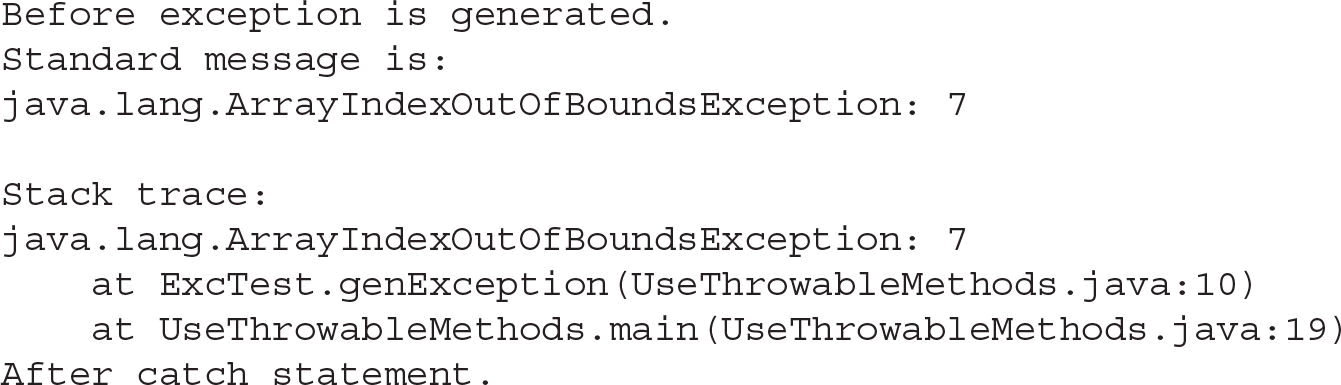 Before exception is generated.
Standard message is:
java.lang.ArrayIndexOutOfBoundsException: 7

Stack trace:
java.lang.ArrayIndexOutOfBoundsException: 7
    at ExcTest.genException(UseThrowableMethods.java:10)
    at UseThrowableMethods.main(UseThrowableMethods.java:19)
After catch statement.